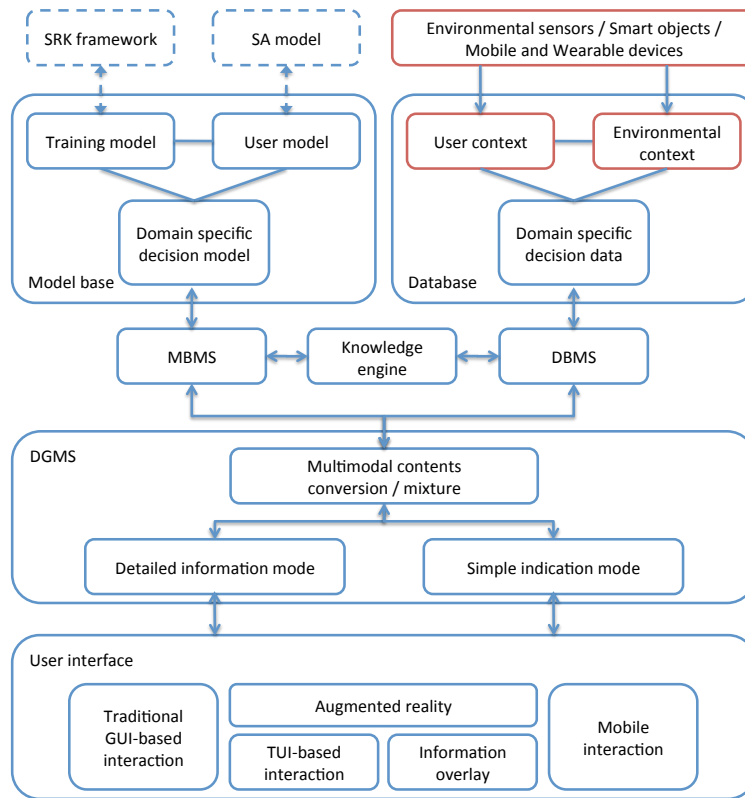 SRK framework
SA model
Environmental sensors / Smart objects /
Mobile and Wearable devices
Training model
User model
User context
Environmental
context
Domain specific
decision model
Domain specific
decision data
Model base
Database
MBMS
Knowledge
engine
DBMS
DGMS
Multimodal contents
conversion / mixture
Detailed information mode
Simple indication mode
User interface
Traditional
GUI-based
interaction
Augmented reality
TUI-based
interaction
Information
overlay
Mobile
interaction